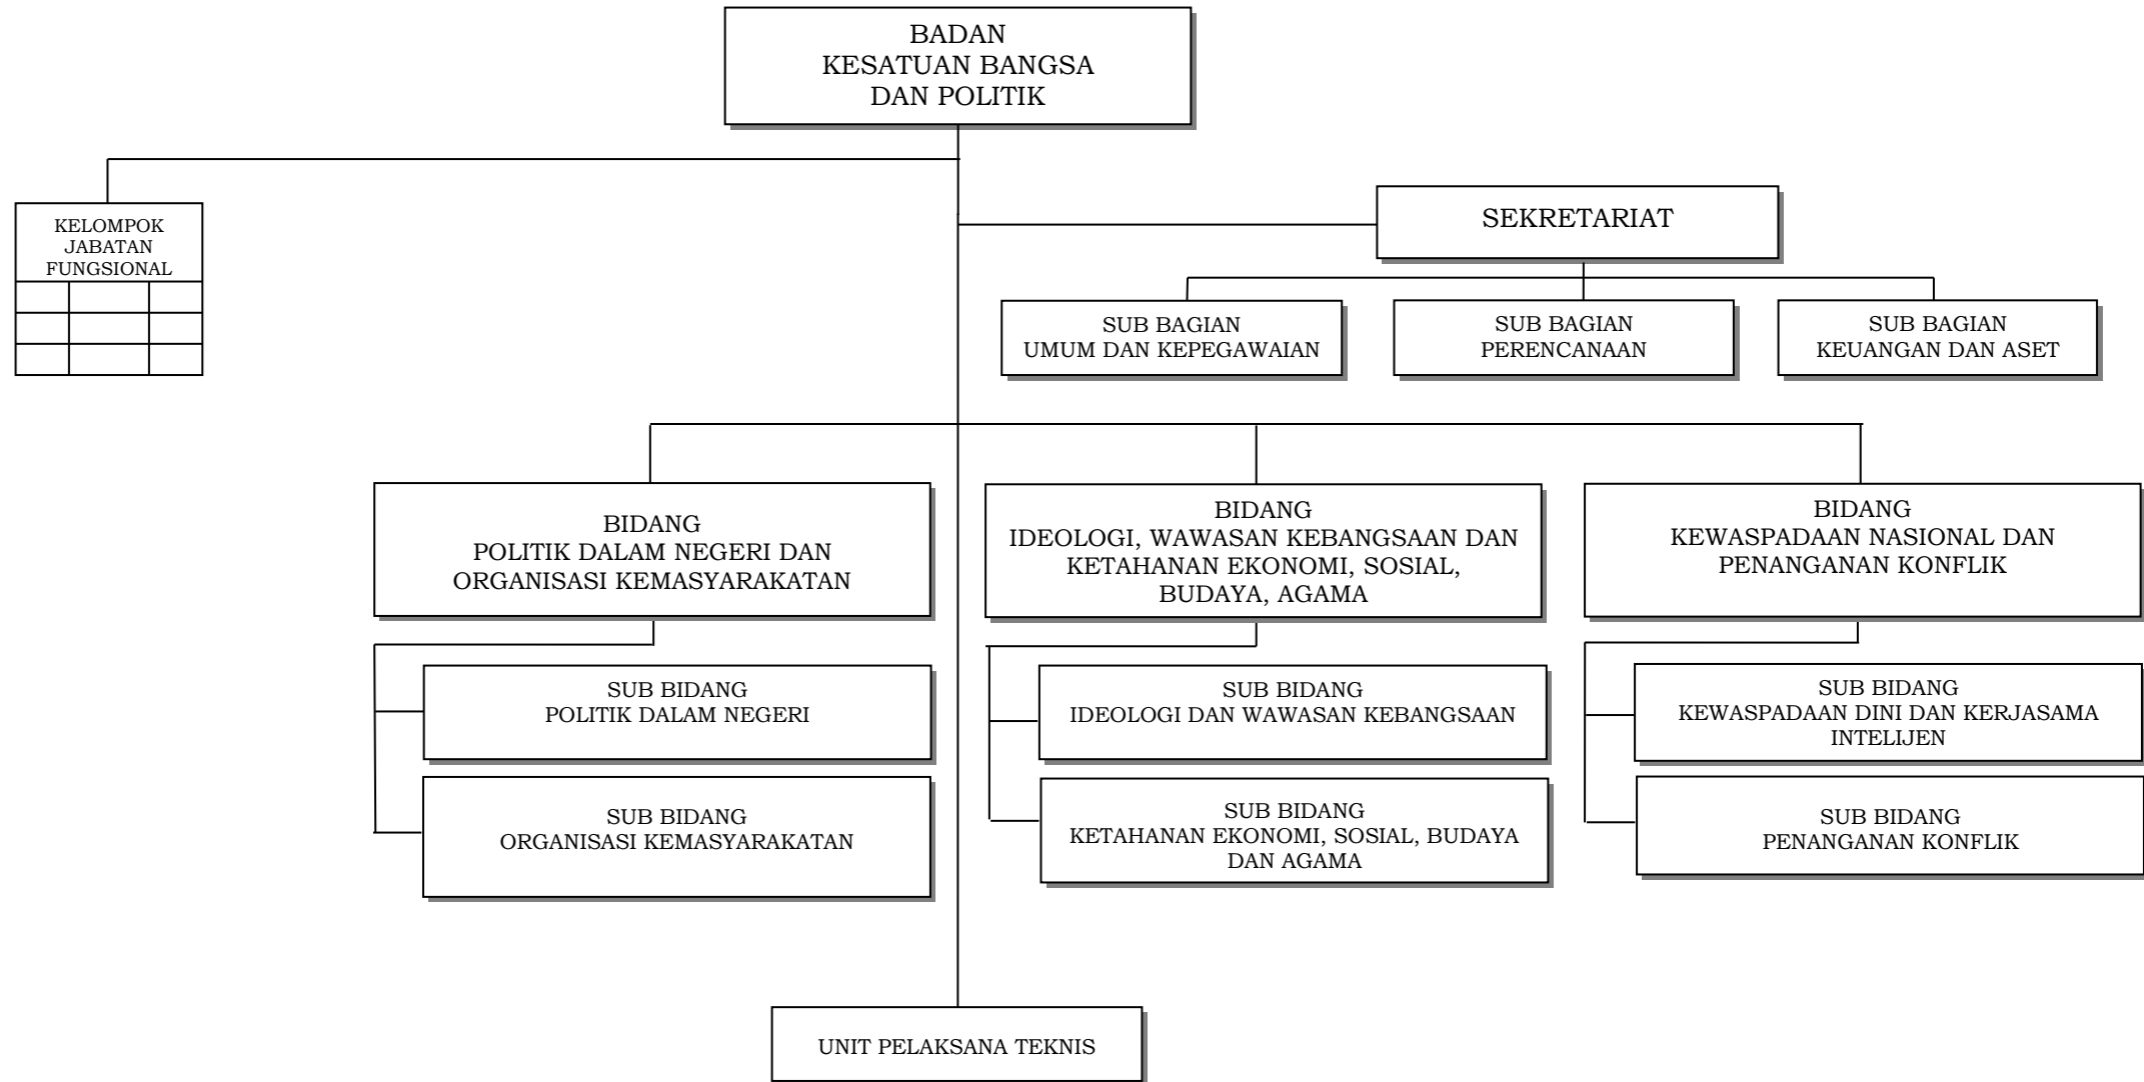 BADAN
KESATUAN BANGSA
DAN POLITIK
KELOMPOK
JABATAN
FUNGSIONAL
SEKRETARIAT
SUB BAGIAN
UMUM DAN KEPEGAWAIAN
SUB BAGIAN
PERENCANAAN
SUB BAGIAN
KEUANGAN DAN ASET
BIDANG
POLITIK DALAM NEGERI DAN
ORGANISASI KEMASYARAKATAN
BIDANG
IDEOLOGI, WAWASAN KEBANGSAAN DAN
KETAHANAN EKONOMI, SOSIAL,
BUDAYA, AGAMA
BIDANG
KEWASPADAAN NASIONAL DAN
PENANGANAN KONFLIK
SUB BIDANG
POLITIK DALAM NEGERI
SUB BIDANG
IDEOLOGI DAN WAWASAN KEBANGSAAN
SUB BIDANG
KEWASPADAAN DINI DAN KERJASAMA
INTELIJEN
SUB BIDANG
ORGANISASI KEMASYARAKATAN
SUB BIDANG
KETAHANAN EKONOMI, SOSIAL, BUDAYA
DAN AGAMA
SUB BIDANG
PENANGANAN KONFLIK
UNIT PELAKSANA TEKNIS